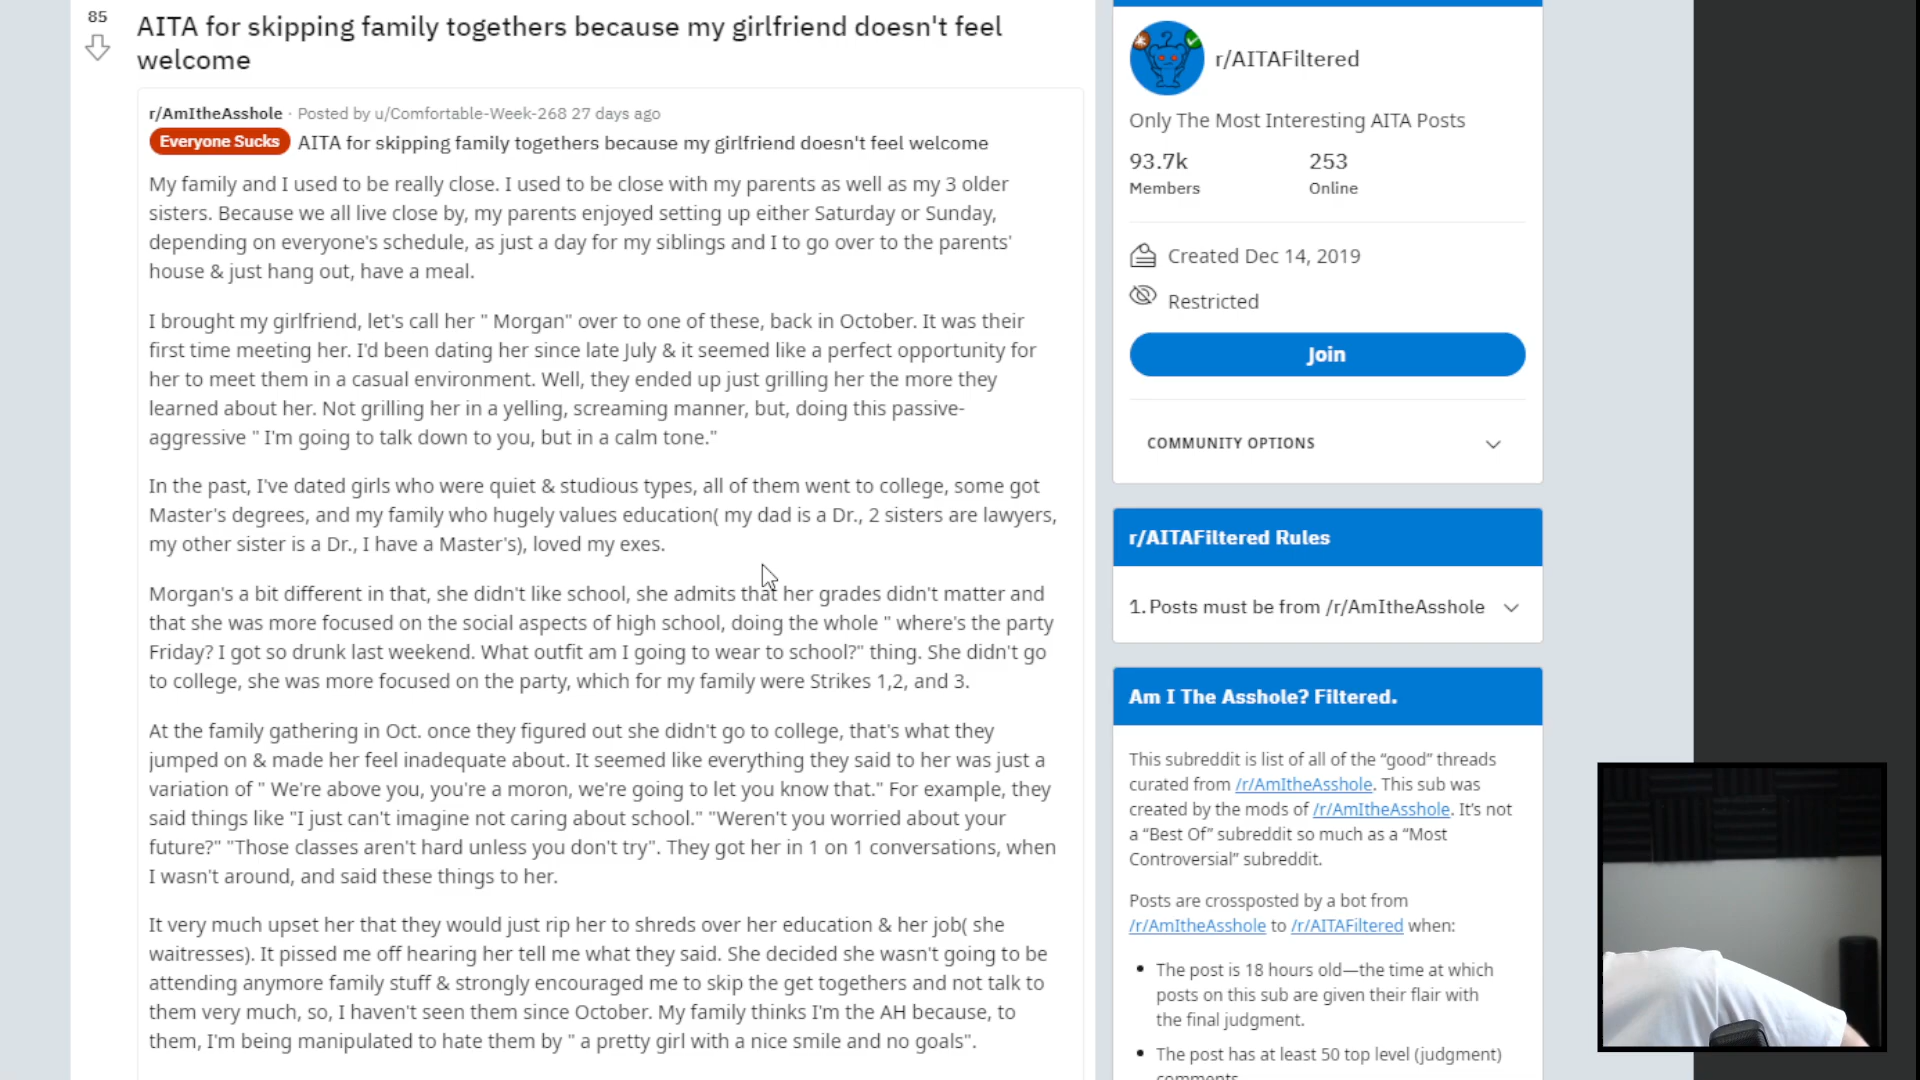 85
AITA for skipping family togethers because my girlfriend doesn't feel
welcome
r/AmItheAsshole · Posted by u/Comfortable-Week-268 27 days ago
Everyone Sucks AITA for skipping family togethers because my girlfriend doesn't feel welcome
My family and I used to be really close. I used to be close with my parents as well as my 3 older
sisters. Because we all live close by, my parents enjoyed setting up either Saturday or Sunday,
depending on everyone's schedule, as just a day for my siblings and I to go over to the parents'
house & just hang out, have a meal.
I brought my girlfriend, let's call her " Morgan" over to one of these, back in October. It was their
first time meeting her. I'd been dating her since late July & it seemed like a perfect opportunity for
her to meet them in a casual environment. Well, they ended up just grilling her the more they
learned about her. Not grilling her in a yelling, screaming manner, but, doing this passive-
aggressive " I'm going to talk down to you, but in a calm tone."
In the past, I've dated girls who were quiet & studious types, all of them went to college, some got
Master's degrees, and my family who hugely values education( my dad is a Dr., 2 sisters are lawyers,
my other sister is a Dr., I have a Master's), loved my exes.
Morgan's a bit different in that, she didn't like school, she admits that her grades didn't matter and
that she was more focused on the social aspects of high school, doing the whole " where's the party
Friday? I got so drunk last weekend. What outfit am I going to wear to school?" thing. She didn't go
to college, she was more focused on the party, which for my family were Strikes 1,2, and 3.
At the family gathering in Oct. once they figured out she didn't go to college, that's what they
jumped on & made her feel inadequate about. It seemed like everything they said to her was just a
variation of " We're above you, you're a moron, we're going to let you know that." For example, they
said things like "I just can't imagine not caring about school." "Weren't you worried about your
future?" "Those classes aren't hard unless you don't try". They got her in 1 on 1 conversations, when
I wasn't around, and said these things to her.
It very much upset her that they would just rip her to shreds over her education & her job( she
waitresses). It pissed me off hearing her tell me what they said. She decided she wasn't going to be
attending anymore family stuff & strongly encouraged me to skip the get togethers and not talk to
them very much, so, I haven't seen them since October. My family thinks I'm the AH because, to
them, I'm being manipulated to hate them by " a pretty girl with a nice smile and no goals".
r/AITAFiltered
Only The Most Interesting AITA Posts
93.7k 253
Members Online
Created Dec 14, 2019
Restricted
Join
COMMUNITY OPTIONS
r/AITAFiltered Rules
1. Posts must be from /r/AmItheAsshole
Am I The Asshole? Filtered.
This subreddit is list of all of the “good” threads
curated from /r/AmItheAsshole. This sub was
created by the mods of /r/AmItheAsshole. It’s not
a “Best Of” subreddit so much as a “Most
Controversial” subreddit.
Posts are crossposted by a bot from
/r/AmItheAsshole to /r/AITAFiltered when:
• The post is 18 hours old—the time at which
posts on this sub are given their flair with
the final judgment.
• The post has at least 50 top level (judgment)
comments